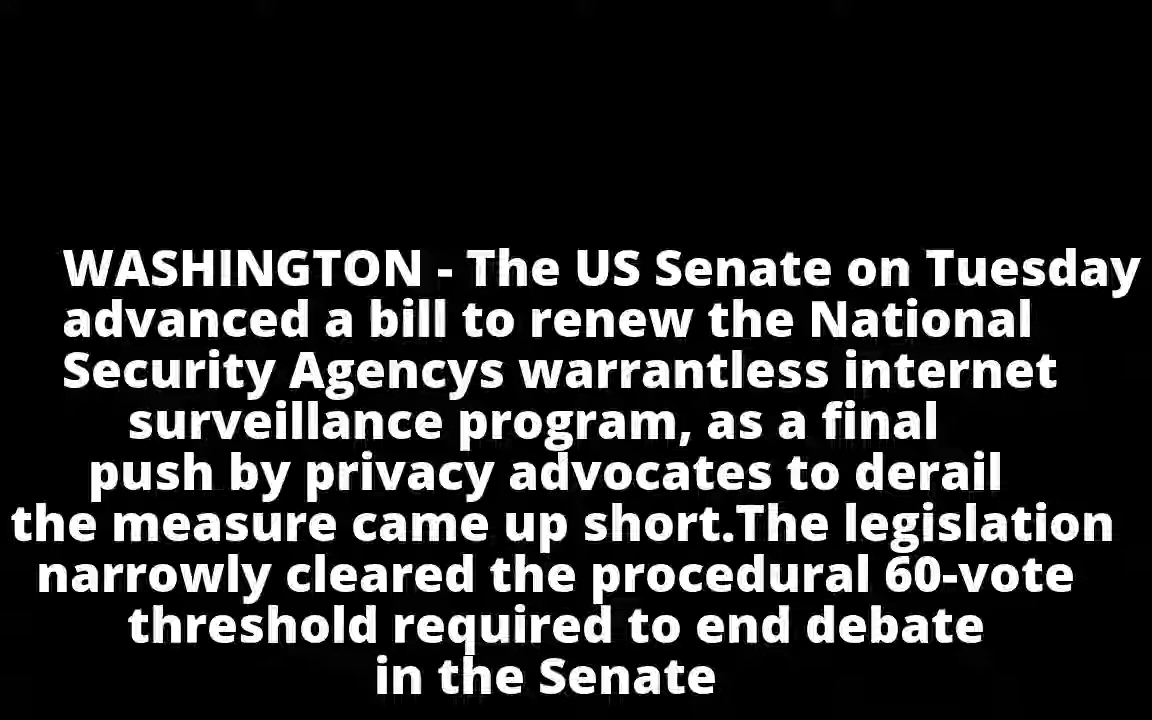 WASHINGTON - The US Senate on Tuesday
advanced a bill to renew the National
Security Agencys warrantless internet
surveillance program, as a final
push by privacy advocates to derail
the measure came up short.The legislation
narrowly cleared the procedural 60-vote
threshold required to end debate
in the Senate